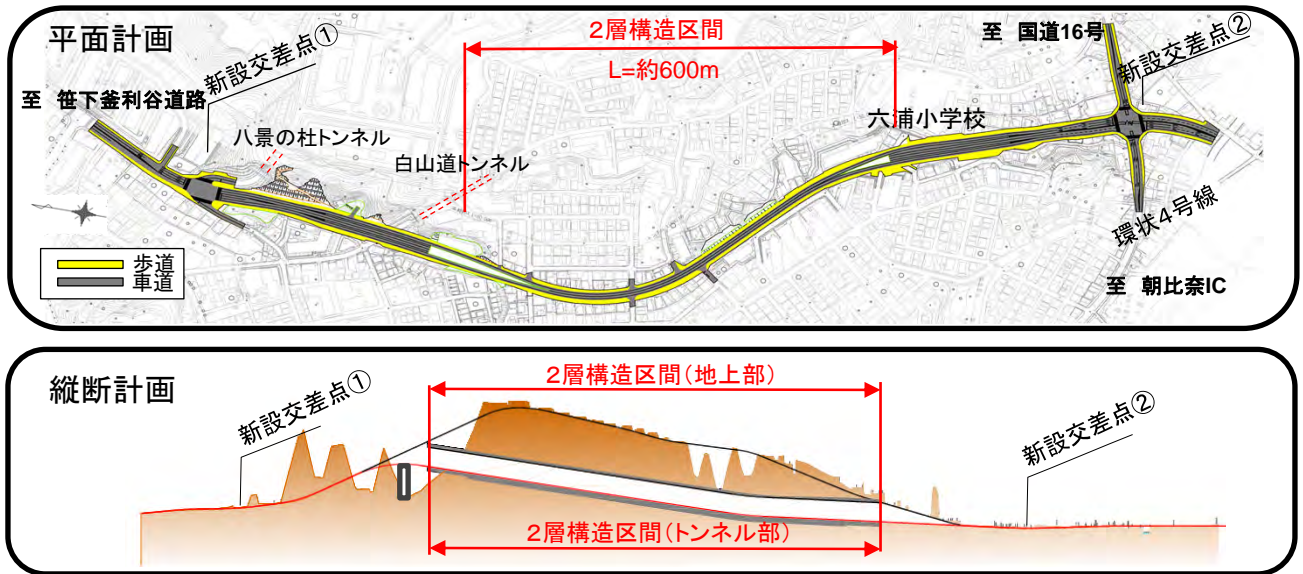 平面計画
新設交差点①
至 笹下釜利谷道路
八景の杜トンネル
白山道トンネル
2層構造区間
L=約600m
六浦小学校
至 国道16号
新設交差点②
環状4号線
至 朝比奈IC
歩道
車道
縦断計画
新設交差点①
2層構造区間(地上部)
2層構造区間(トンネル部)
新設交差点②